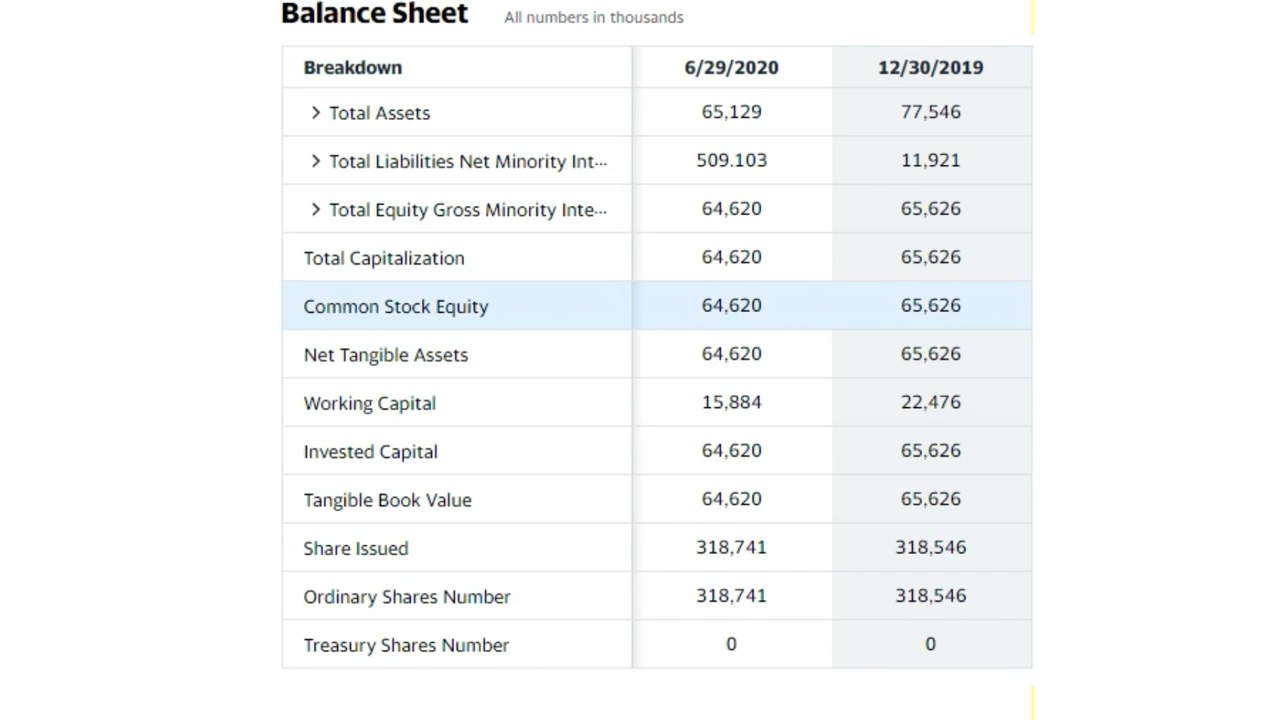 Balance Sheet All numbers in thousands
Breakdown 6/29/2020 12/30/2019
Total Assets 65,129 77,546
Total Liabilities Net Minority Int... 509.103 11,921
Total Equity Gross Minority Inte... 64,620 65,626
Total Capitalization 64,620 65,626
Common Stock Equity 64,620 65,626
Net Tangible Assets 64,620 65,626
Working Capital 15,884 22,476
Invested Capital 64,620 65,626
Tangible Book Value 64,620 65,626
Share Issued 318,741 318,546
Ordinary Shares Number 318,741 318,546
Treasury Shares Number 0 0